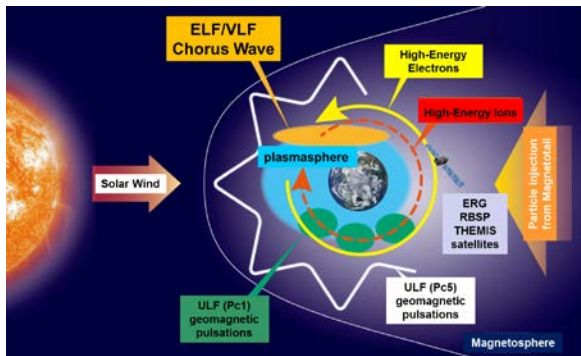 ELF/VLF
Chorus Wave
High-Energy
Electrons
High-Energy Ions
plasmasphere
Solar Wind
Particle Injection
from Magnetotail
ERG
RBSP
THEMIS
satellites
ULF (Pc1)
geomagnetic
pulsations
ULF (Pc5)
geomagnetic
pulsations
Magnetosphere